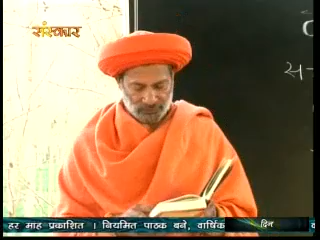 संस्कार
स
हर माह प्रकाशित । नियमित पाठक बने, वार्षिक
दिन